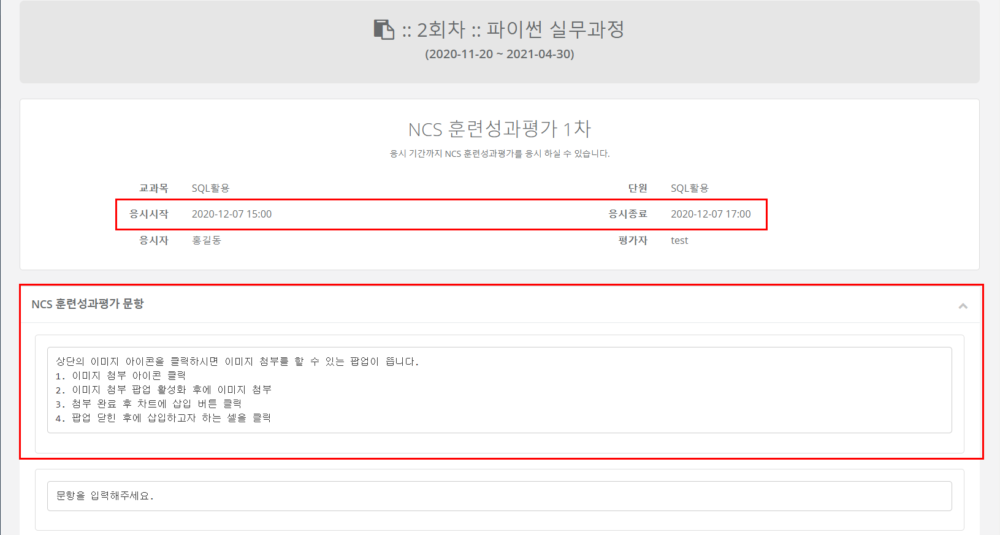 :: 2회차 :: 파이썬 실무과정
(2020-11-20 ~ 2021-04-30)
NCS 훈련성과평가 1차
응시 기간까지 NCS 훈련성과평가를 응시 하실 수 있습니다.
교과목 SQL활용 단원 SQL활용
응시시작 2020-12-07 15:00 응시종료 2020-12-07 17:00
응시자 홍길동 평가자 test
NCS 훈련성과평가 문항
상단의 이미지 아이콘을 클릭하시면 이미지 첨부를 할 수 있는 팝업이 뜹니다.
1. 이미지 첨부 아이콘 클릭
2. 이미지 첨부 팝업 활성화 후에 이미지 첨부
3. 첨부 완료 후 차트에 삽입 버튼 클릭
4. 팝업 닫힌 후에 삽입하고자 하는 셀을 클릭
문항을 입력해주세요.